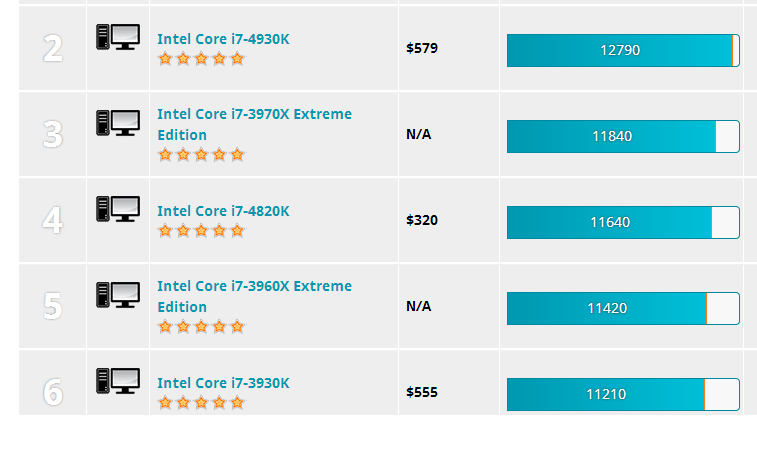 2
Intel Core i7-4930K
$579
12790
3
Intel Core i7-3970X Extreme
Edition
N/A
11840
4
Intel Core i7-4820K
$320
11640
5
Intel Core i7-3960X Extreme
Edition
N/A
11420
6
Intel Core i7-3930K
$555
11210